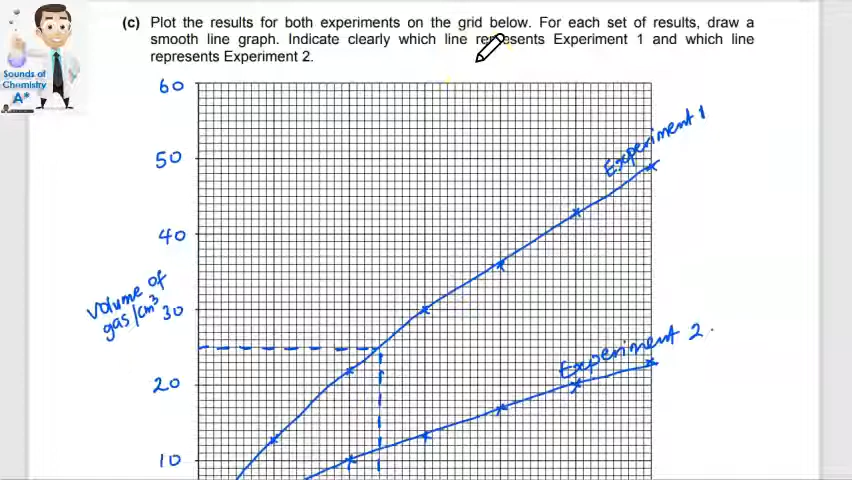 (c) Plot the results for both experiments on the grid below. For each set of results, draw a
smooth line graph. Indicate clearly which line represents Experiment 1 and which line
represents Experiment 2.
Sounds of
Chemistry
A*
60
50
40
30
20
10
Volume of
gas/cm³
Experiment 1
Experiment 2.